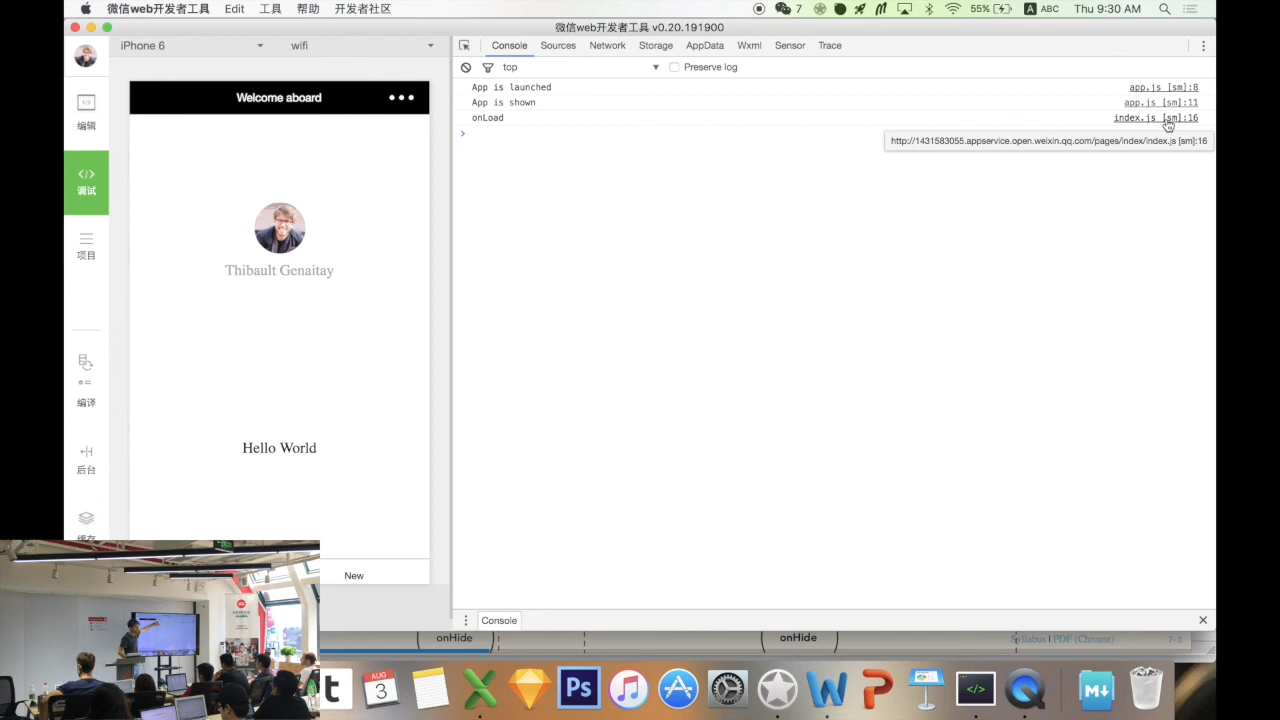 微信web开发者工具 Edit 工具 帮助 开发者社区 7 55% A ABC Thu 9:30 AM
微信web开发者工具 v0.20.191900
iPhone 6 wifi Console Sources Network Storage AppData Wxml Sensor Trace
top Preserve log
App is launched app.js [sm]:8
App is shown app.js [sm]:11
onLoad index.js [sm]:16
http://1431583055.appservice.open.weixin.qq.com/pages/index/index.js [sm]:16
编辑
调试
项目
编译
后台
缓存
Welcome aboard
Thibault Genaitay
Hello World
New
Console
onHide onHide Syllabus | PDF (Chrome) 7-3
t AUG 3 Ps M